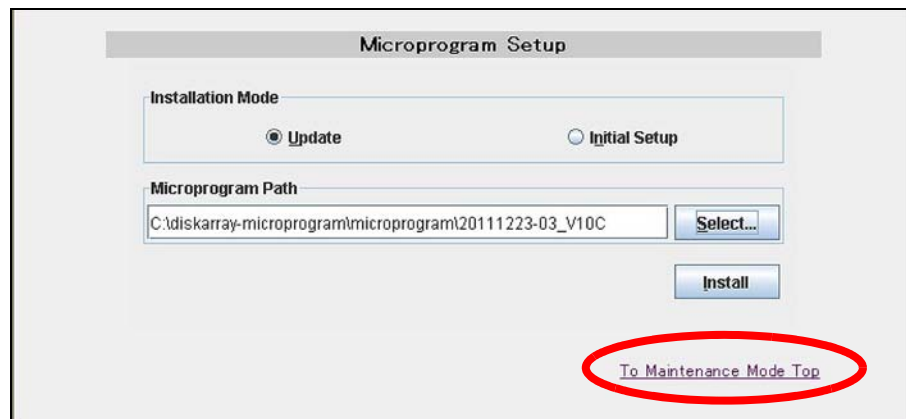 Microprogram Setup
Installation Mode
Update Initial Setup
Microprogram Path
C:\diskarray-microprogram\microprogram\20111223-03_V10C Select...
Install
To Maintenance Mode Top